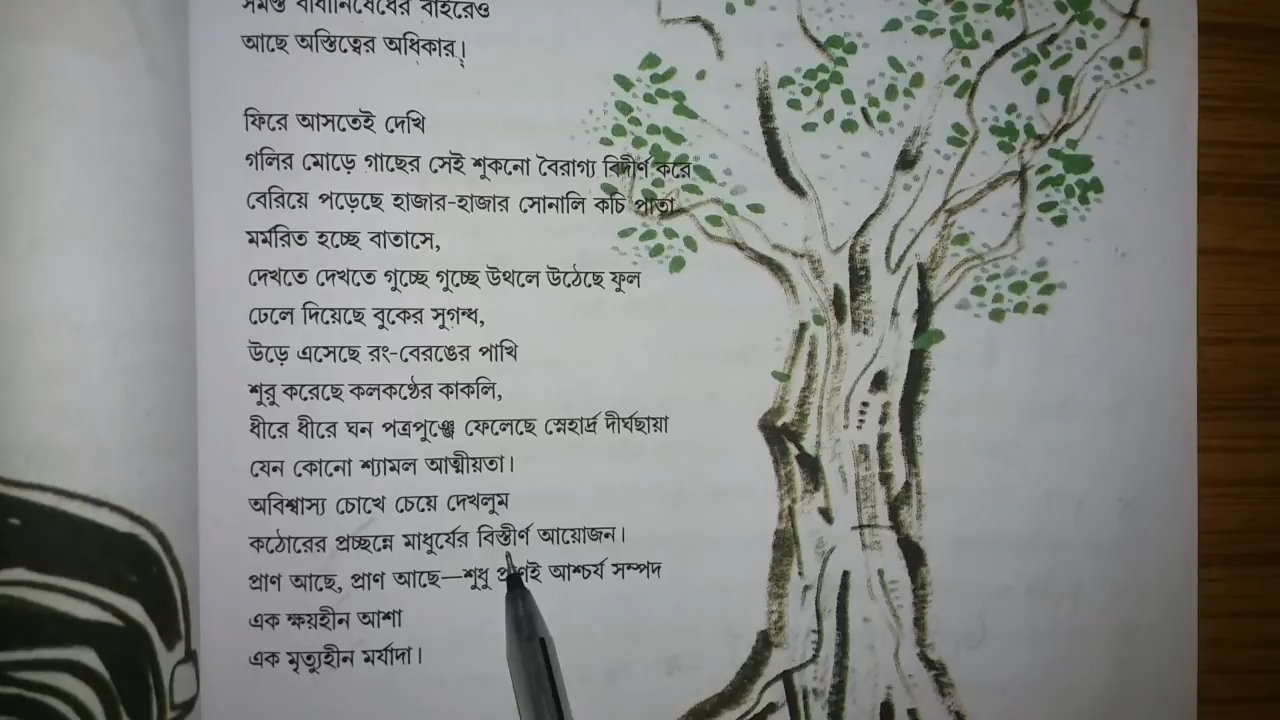 সমস্ত বাধানিষেধের বাইরেও
আছে অস্তিত্বের অধিকার।
ফিরে আসতেই দেখি
গলির মোড়ে গাছের সেই শুকনো বৈরাগ্য বিদীর্ণ করে
বেরিয়ে পড়েছে হাজার-হাজার সোনালি কচি পাতা
মর্মরিত হচ্ছে বাতাসে,
দেখতে দেখতে গুচ্ছে গুচ্ছে উথলে উঠেছে ফুল
ঢেলে দিয়েছে বুকের সুগন্ধ,
উড়ে এসেছে রং-বেরঙের পাখি
শুরু করেছে কলকণ্ঠের কাকলি,
ধীরে ধীরে ঘন পত্রপুঞ্জে ফেলেছে স্নেহার্দ্র দীর্ঘছায়া
যেন কোনো শ্যামল আত্মীয়তা।
অবিশ্বাস্য চোখে চেয়ে দেখলুম
কঠোরের প্রচ্ছন্নে মাধুর্যের বিস্তীর্ণ আয়োজন।
প্রাণ আছে, প্রাণ আছে—শুধু প্রাণই আশ্চর্য সম্পদ
এক ক্ষয়হীন আশা
এক মৃত্যুহীন মর্যাদা।